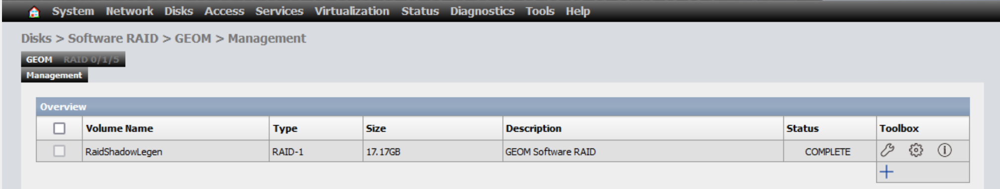 System Network Disks Access Services Virtualization Status Diagnostics Tools Help
Disks > Software RAID > GEOM > Management
GEOM RAID 0/1/5
Management
Overview
Volume Name Type Size Description Status Toolbox
RaidShadowLegen RAID-1 17.17GB GEOM Software RAID COMPLETE